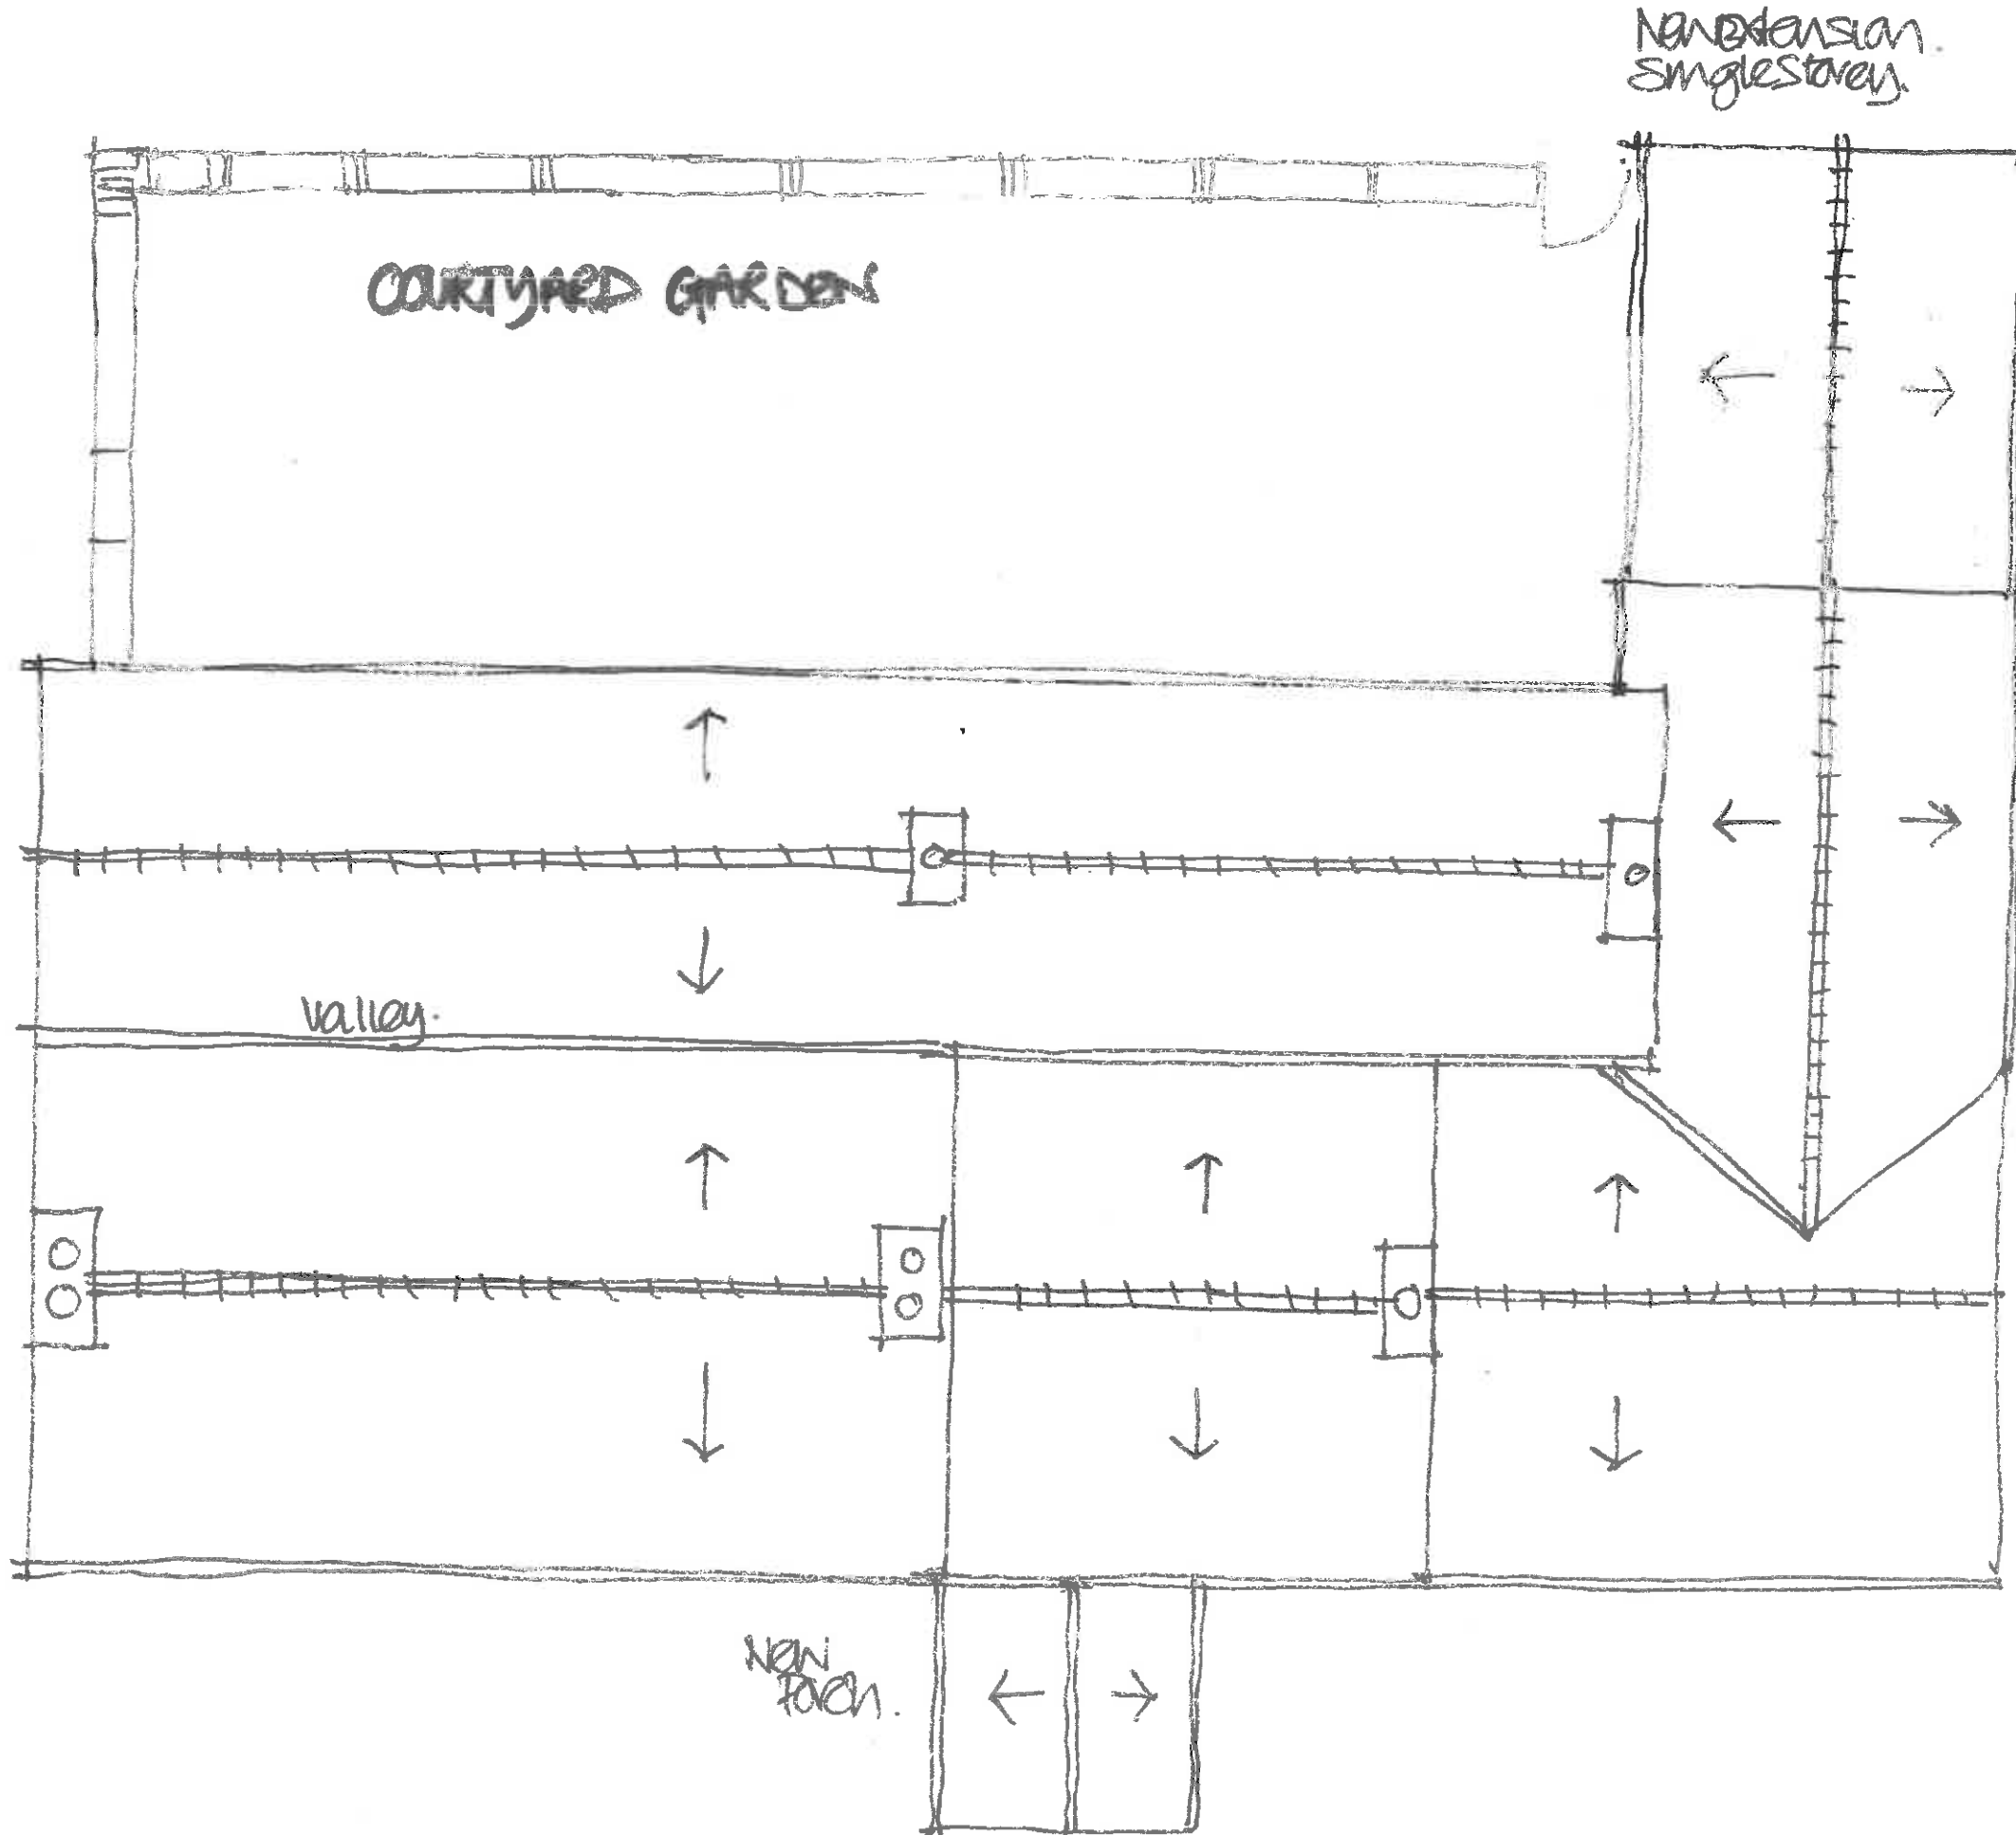 New Extension.
Single Storey.
COURTYARD GARDEN
Valley.
New
Porch.